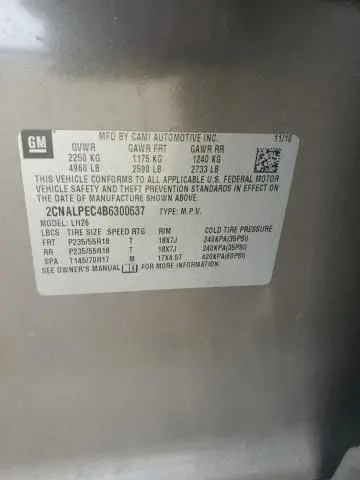 GM
MFD BY CAMI AUTOMOTIVE INC. 11/10
GVWR GAWR FRT GAWR RR
2250 KG 1175 KG 1240 KG
4960 LB 2590 LB 2733 LB
THIS VEHICLE CONFORMS TO ALL APPLICABLE U.S. FEDERAL MOTOR
VEHICLE SAFETY AND THEFT PREVENTION STANDARDS IN EFFECT ON
THE DATE OF MANUFACTURE SHOWN ABOVE.
2CNALPEC4B6300637 TYPE: M.P.V.
MODEL: LH26
LBCS TIRE SIZE SPEED RTG RIM COLD TIRE PRESSURE
FRT P235/55R18 T 18X7J 240KPA(35PSI)
RR P235/55R18 T 18X7J 240KPA(35PSI)
SPA T145/70R17 M 17X4.5T 420KPA(60PSI)
SEE OWNER'S MANUAL FOR ADDITIONAL INFORMATION.